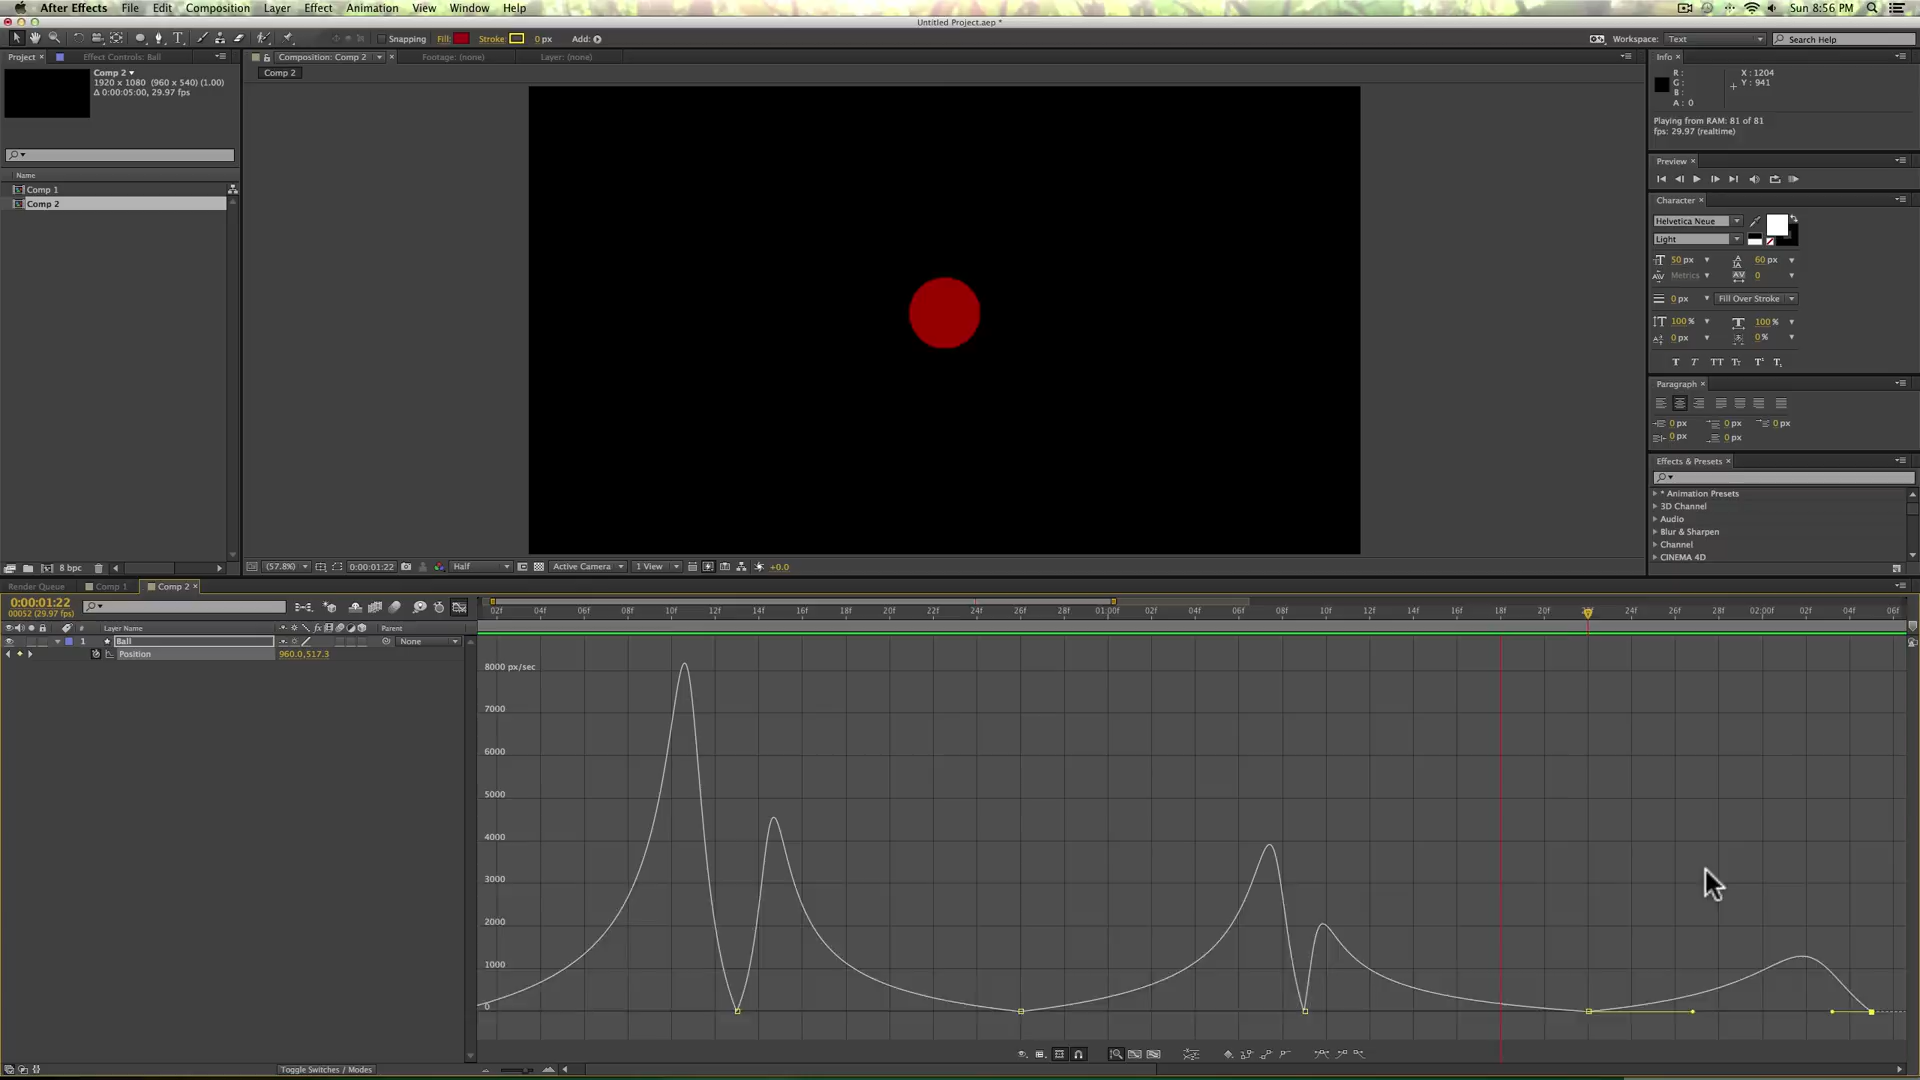 After Effects File Edit Composition Layer Effect Animation View Window Help
Sun 8:56 PM
Untitled Project.aep *
Snapping Fill: Stroke: 0 px Add:
Workspace: Text Search Help
Project × Effect Controls: Ball
Composition: Comp 2 × Footage: (none) Layer: (none)
Info ×
Comp 2
1920 x 1080 (960 x 540) (1.00)
Δ 0:00:05:00, 29.97 fps
Comp 2
R :
G :
B :
A : 0
X : 1204
Y : 941
Playing from RAM: 81 of 81
fps: 29.97 (realtime)
Name
Comp 1
Comp 2
Preview ×
Character ×
Helvetica Neue
Light
50 px 60 px
Metrics 0
0 px Fill Over Stroke
100 % 100 %
0 px 0 %
Paragraph ×
0 px 0 px 0 px
0 px 0 px
Effects & Presets ×
* Animation Presets
3D Channel
Audio
Blur & Sharpen
Channel
CINEMA 4D
8 bpc
(57.8%) 0:00:01:22 Half Active Camera 1 View +0.0
Render Queue Comp 1 Comp 2 ×
0:00:01:22
00052 (29.97 fps)
02f 04f 06f 08f 10f 12f 14f 16f 18f 20f 22f 24f 26f 28f 01:00f 02f 04f 06f 08f 10f 12f 14f 16f 18f 20f 22f 24f 26f 28f 02:00f 02f 04f 06f
# Layer Name Parent
1 Ball None
Position 960.0,517.3
8000 px/sec
7000
6000
5000
4000
3000
2000
1000
0
Toggle Switches / Modes